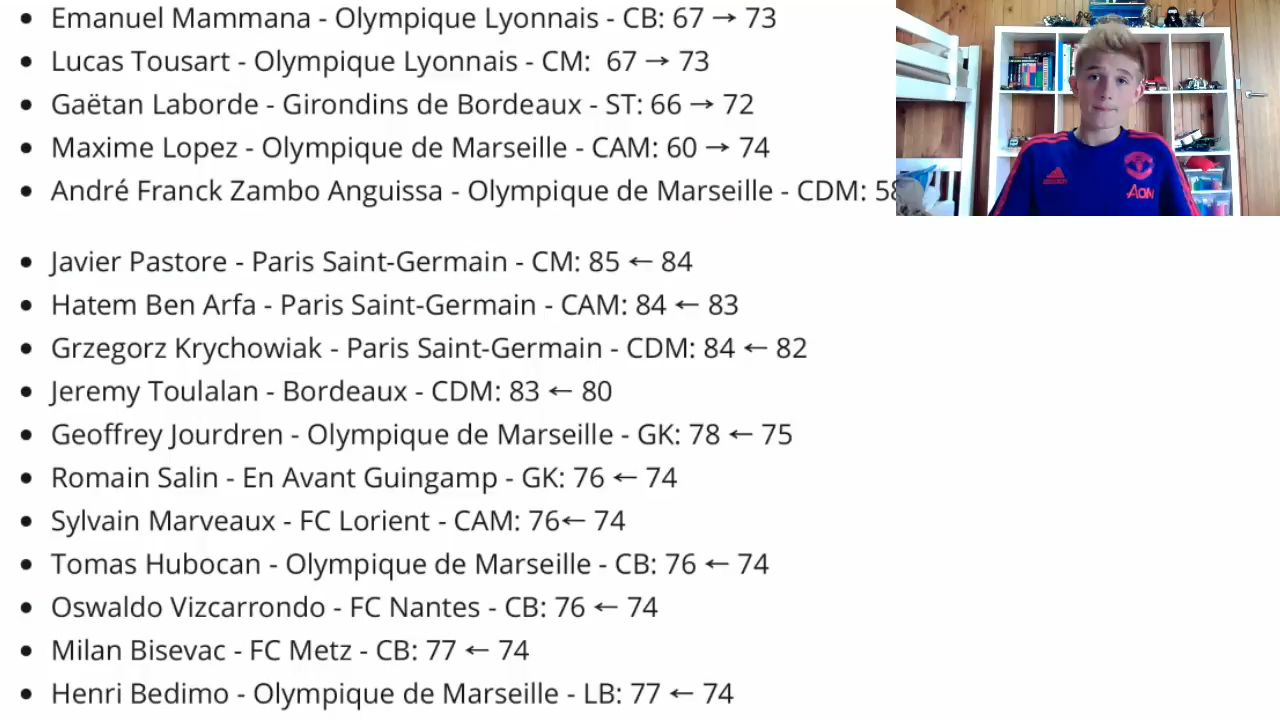 • Emanuel Mammana - Olympique Lyonnais - CB: 67 → 73
• Lucas Tousart - Olympique Lyonnais - CM:  67 → 73
• Gaëtan Laborde - Girondins de Bordeaux - ST: 66 → 72
• Maxime Lopez - Olympique de Marseille - CAM: 60 → 74
• André Franck Zambo Anguissa - Olympique de Marseille - CDM: 58
AON
• Javier Pastore - Paris Saint-Germain - CM: 85 ← 84
• Hatem Ben Arfa - Paris Saint-Germain - CAM: 84 ← 83
• Grzegorz Krychowiak - Paris Saint-Germain - CDM: 84 ← 82
• Jeremy Toulalan - Bordeaux - CDM: 83 ← 80
• Geoffrey Jourdren - Olympique de Marseille - GK: 78 ← 75
• Romain Salin - En Avant Guingamp - GK: 76 ← 74
• Sylvain Marveaux - FC Lorient - CAM: 76← 74
• Tomas Hubocan - Olympique de Marseille - CB: 76 ← 74
• Oswaldo Vizcarrondo - FC Nantes - CB: 76 ← 74
• Milan Bisevac - FC Metz - CB: 77 ← 74
• Henri Bedimo - Olympique de Marseille - LB: 77 ← 74